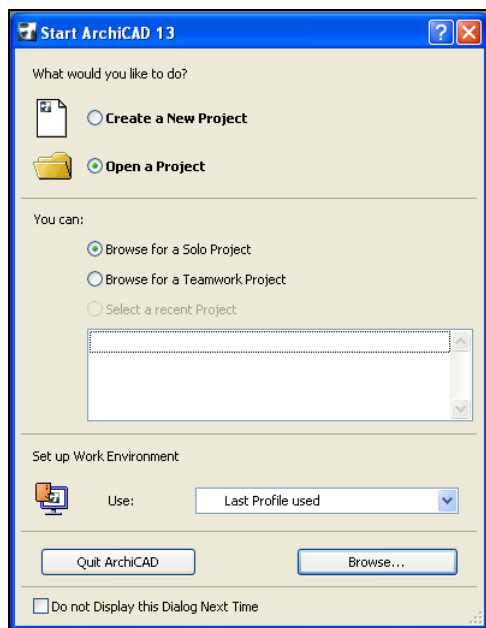 Start ArchiCAD 13
What would you like to do?
Create a New Project
Open a Project
You can:
Browse for a Solo Project
Browse for a Teamwork Project
Select a recent Project
Set up Work Environment
Use: Last Profile used
Quit ArchiCAD Browse...
Do not Display this Dialog Next Time